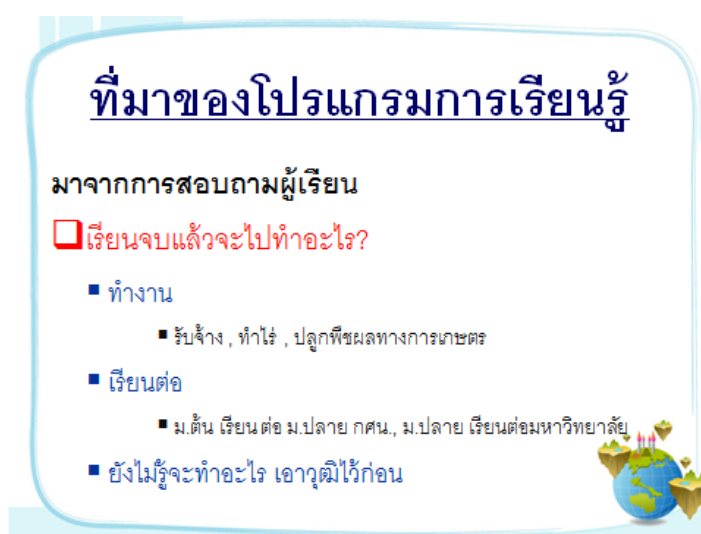 ที่มาของโปรแกรมการเรียนรู้
มาจากการสอบถามผู้เรียน
เรียนจบแล้วจะไปทำอะไร?
ทำงาน
รับจ้าง , ทำไร่ , ปลูกพืชผลทางการเกษตร
เรียนต่อ
ม.ต้น เรียนต่อ ม.ปลาย กศน., ม.ปลาย เรียนต่อมหาวิทยาลัย
ยังไม่รู้จะทำอะไร เอาวุฒิไว้ก่อน